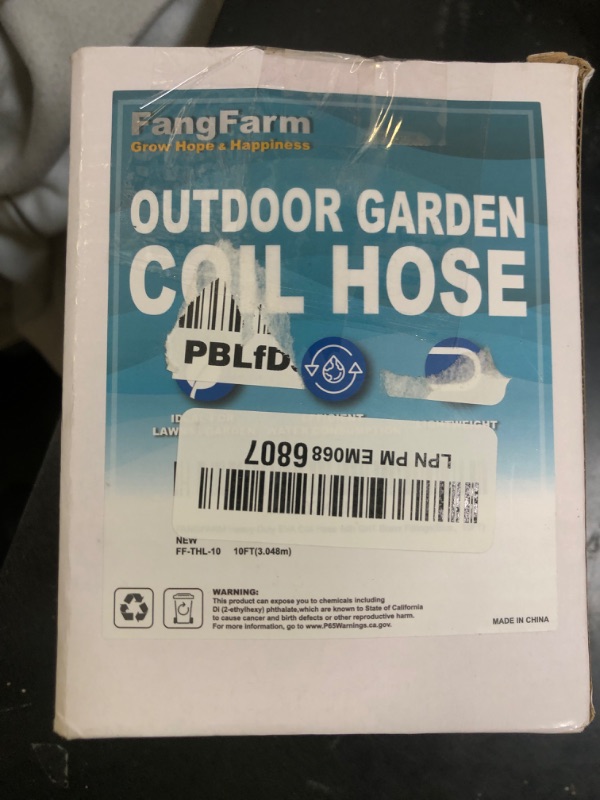 FangFarm
Grow Hope & Happiness
OUTDOOR GARDEN
COIL HOSE
PBLfD
LPN PM EM068 6807
NEW
FF-THL-10 10FT(3.048m)
WARNING:
This product can expose you to chemicals including
Di (2-ethylhexy) phthalate,which are known to State of California
to cause cancer and birth defects or other reproductive harm.
For more information, go to www.P65Warnings.ca.gov.
MADE IN CHINA